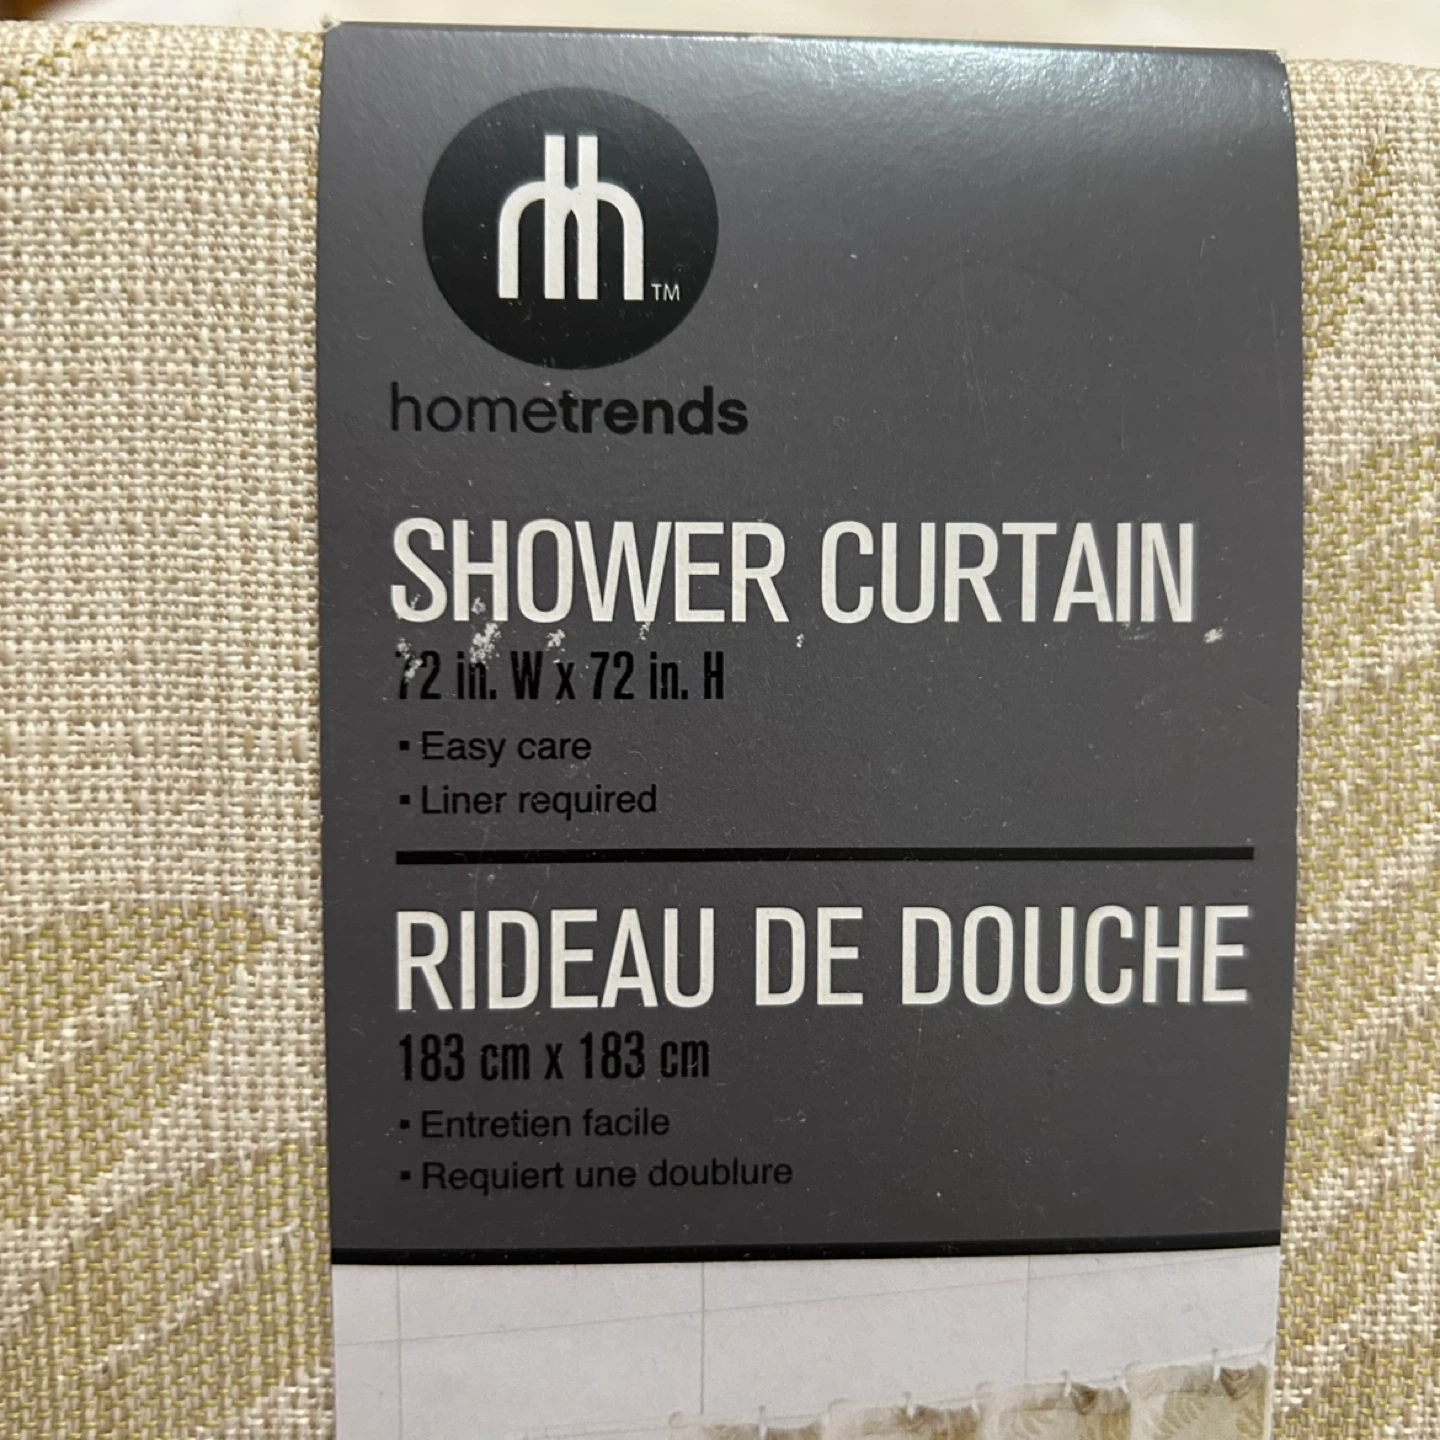 TM
hometrends
SHOWER CURTAIN
72 in. W x 72 in. H
▪ Easy care
▪ Liner required
RIDEAU DE DOUCHE
183 cm x 183 cm
▪ Entretien facile
▪ Requiert une doublure